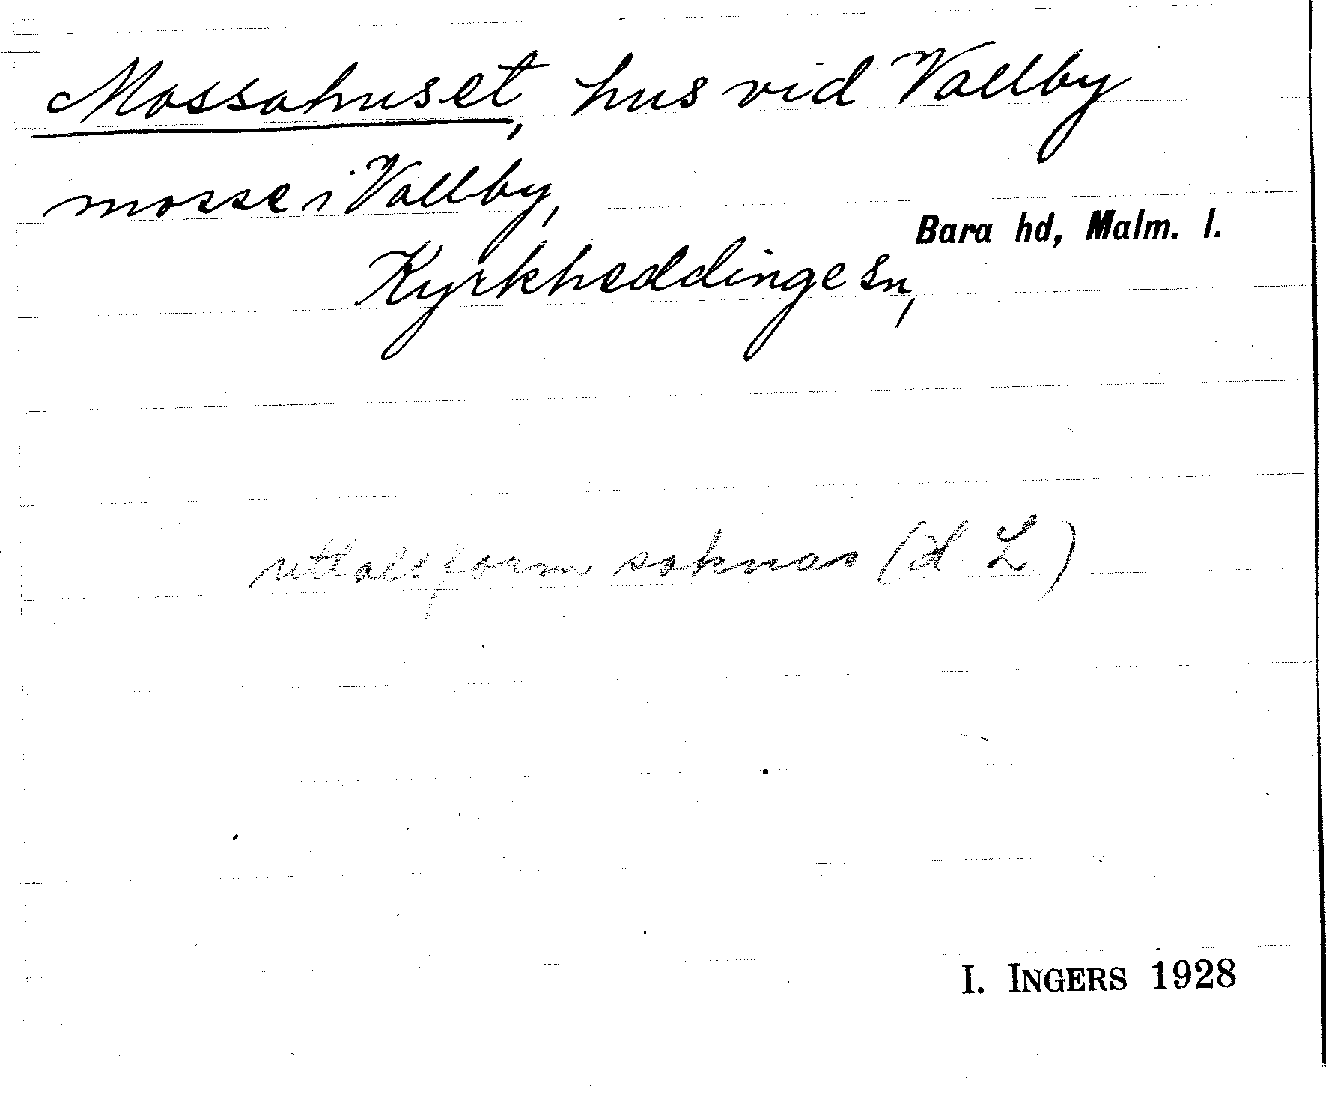 Mossahuset, hus vid Vallby
mosse i Vallby,
Kyrkheddinge sn,
Bara hd, Malm. l.
uttalsform saknas (d L)
I. INGERS 1928